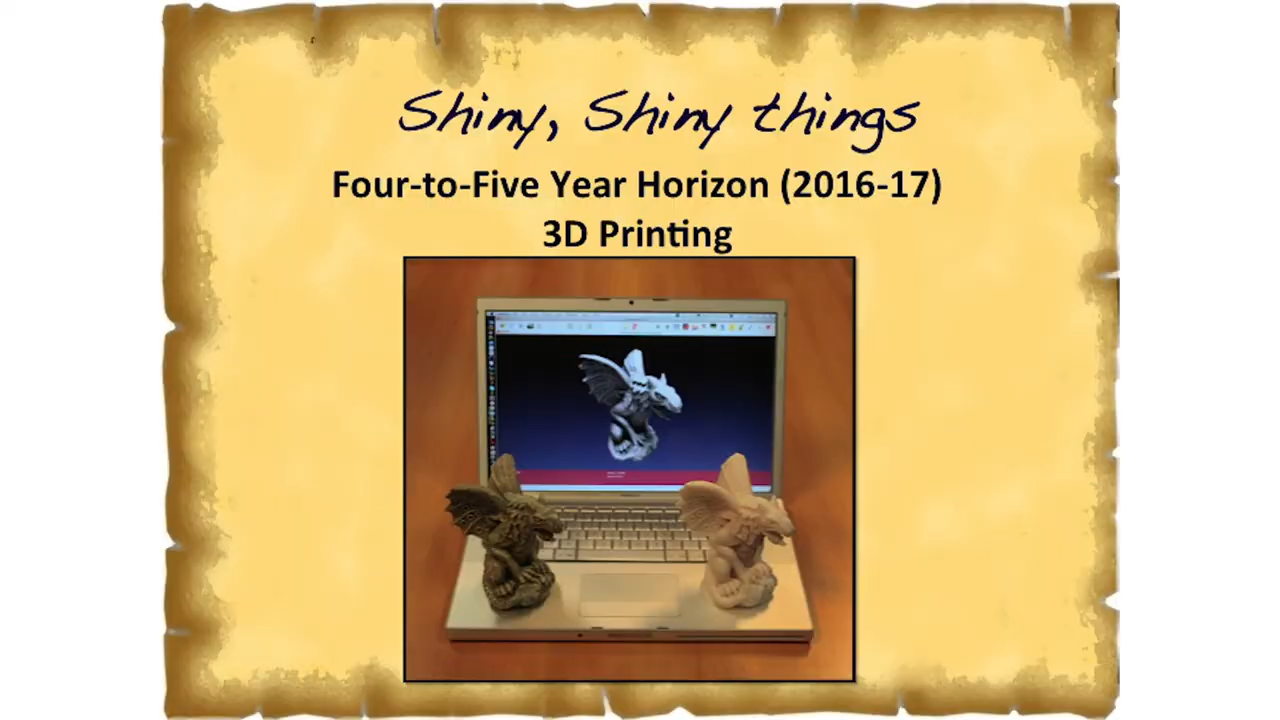 Shiny, Shiny things
Four-to-Five Year Horizon (2016-17)
3D Printing